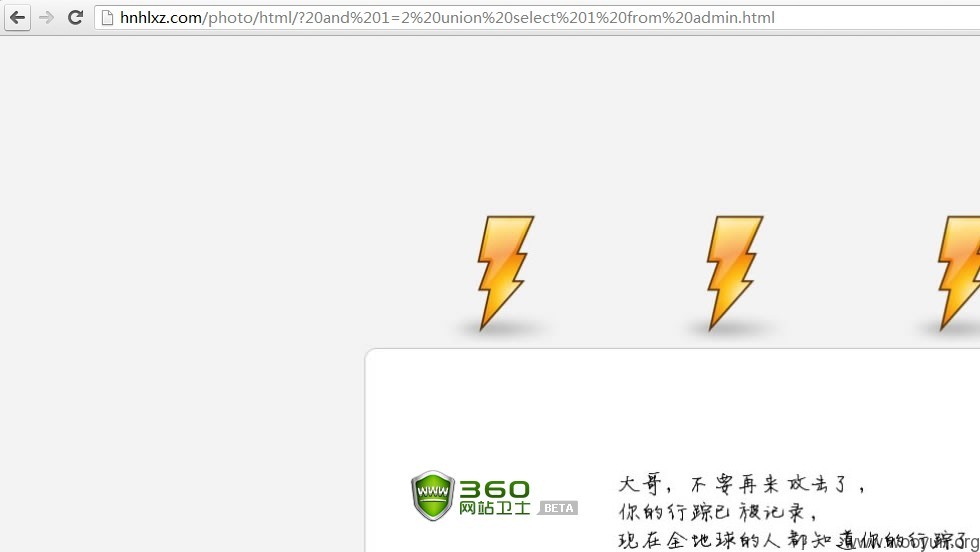 hnhlxz.com/photo/html/?20and%201=2%20union%20select%201%20from%20admin.html
WWW
360
网站卫士 BETA
大哥，不要再来攻击了，
你的行踪已被记录，
现在全地球的人都知道你的行踪了
www.wooyun.org